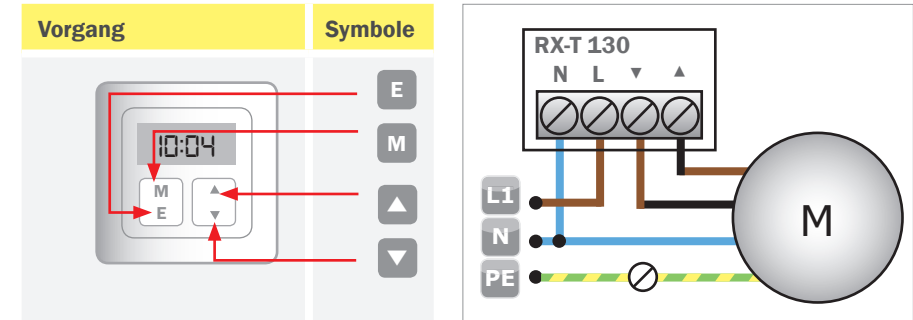 Vorgang
Symbole
E
M
▲
▼
10:04
M
E
▲
▼
RX-T 130
N L ▼ ▲
L1
N
PE
M